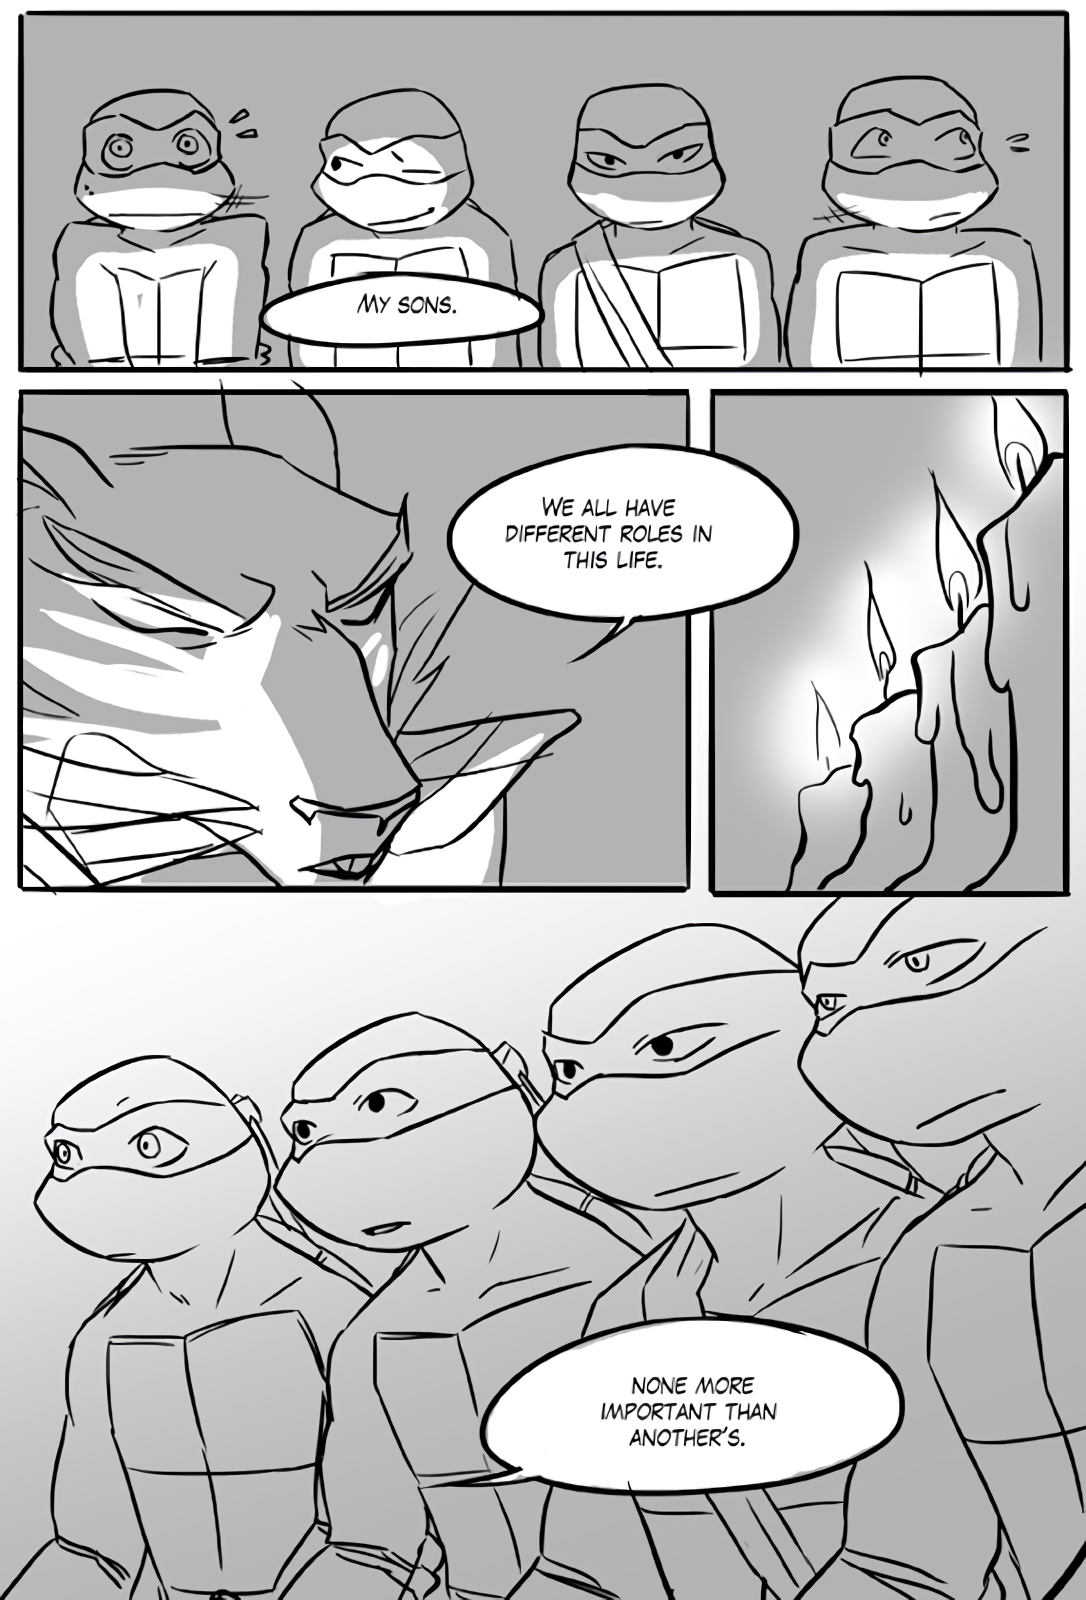 My sons.
We all have
different roles in
this life.
None more
important than
another's.